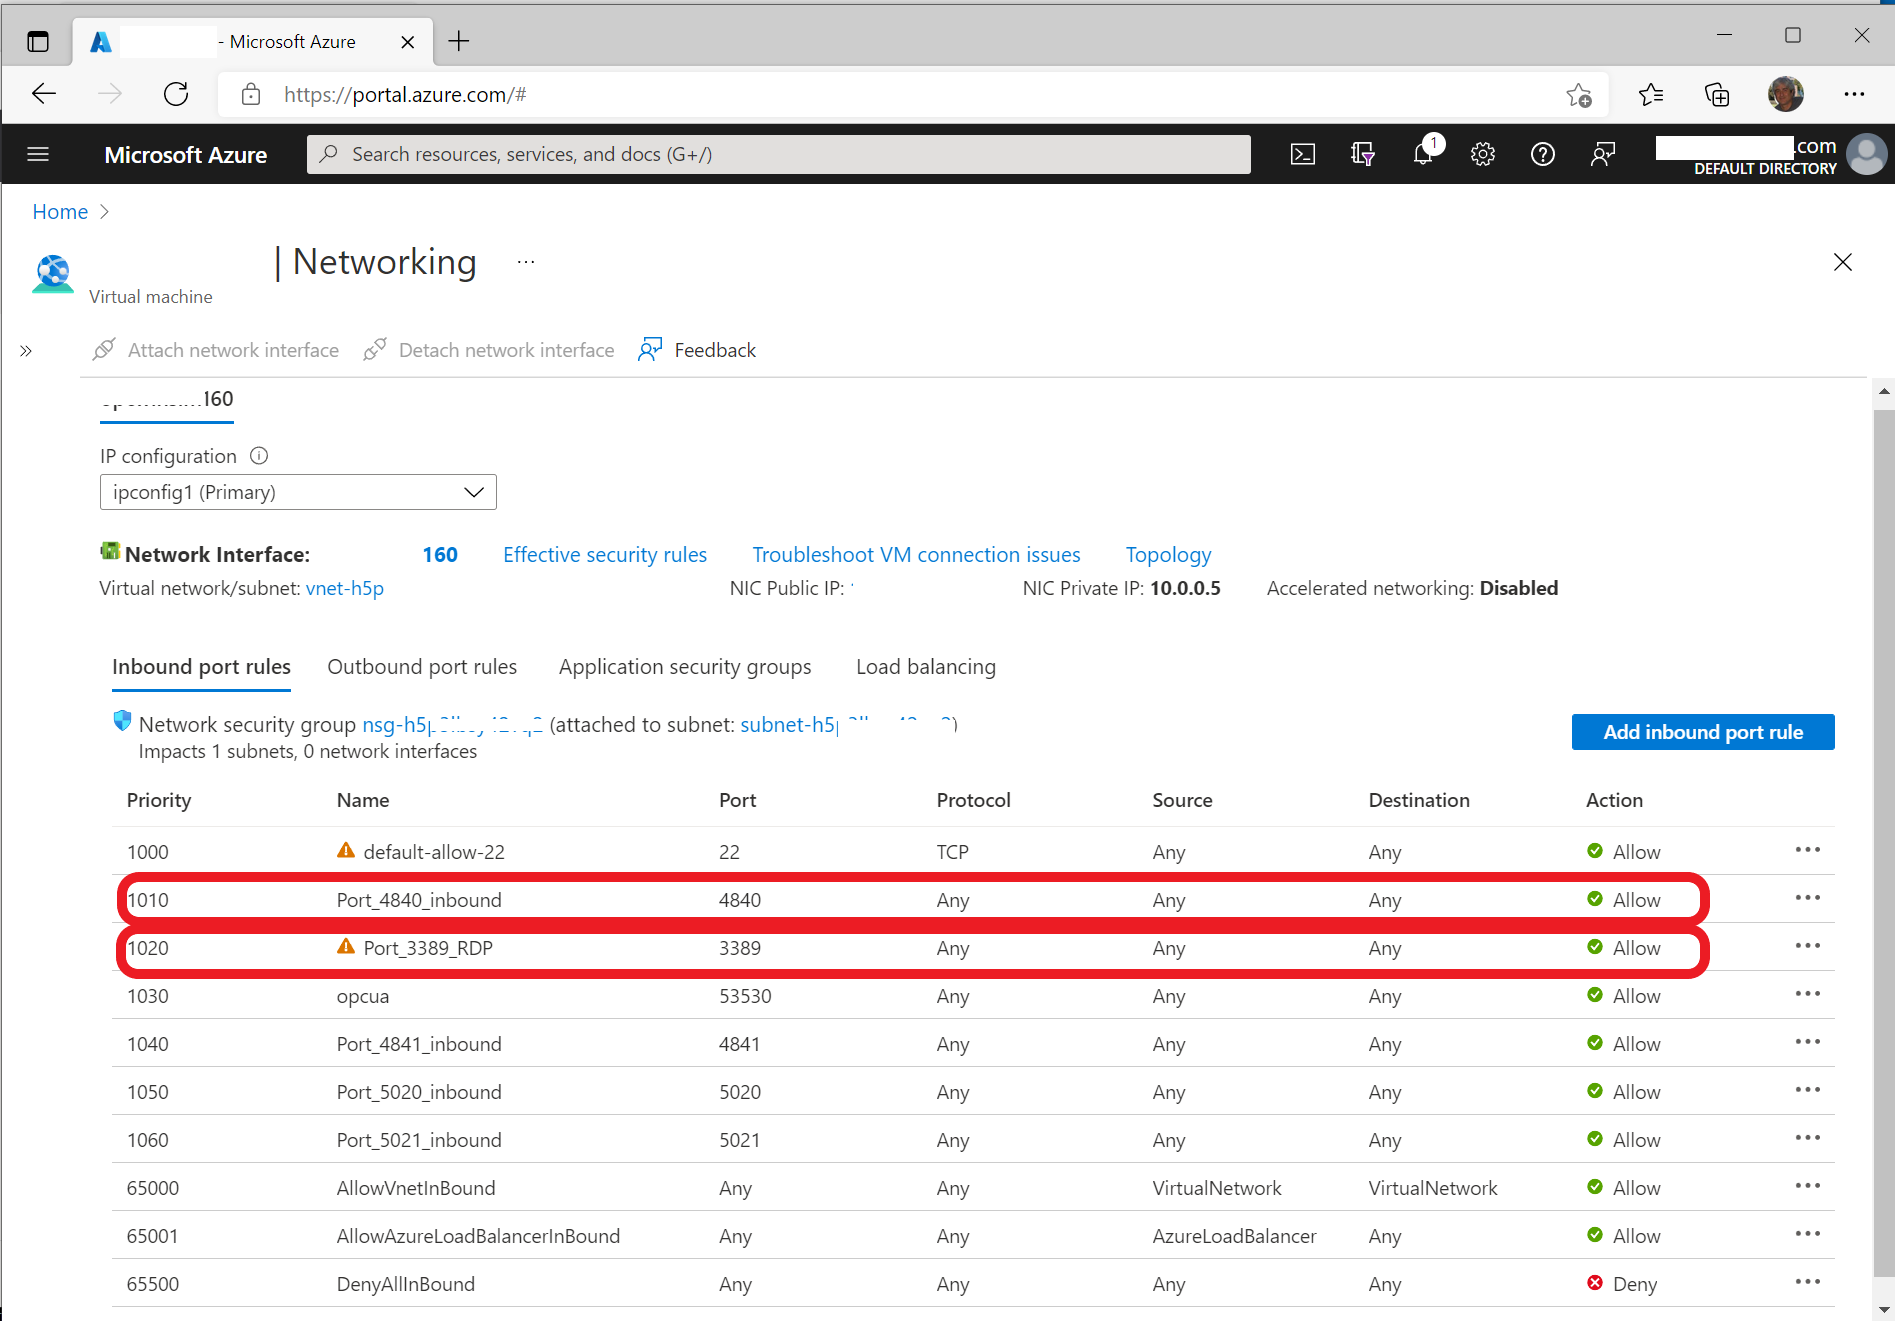 - Microsoft Azure
https://portal.azure.com/#
Microsoft Azure
Search resources, services, and docs (G+/)
1
.com
DEFAULT DIRECTORY
Home
| Networking ...
Virtual machine
Attach network interface Detach network interface Feedback
160
IP configuration
ipconfig1 (Primary)
Network Interface: 160 Effective security rules Troubleshoot VM connection issues Topology
Virtual network/subnet: vnet-h5p NIC Public IP: NIC Private IP: 10.0.0.5 Accelerated networking: Disabled
Inbound port rules Outbound port rules Application security groups Load balancing
Network security group nsg-h5p (attached to subnet: subnet-h5p )
Add inbound port rule
Impacts 1 subnets, 0 network interfaces
Priority Name Port Protocol Source Destination Action
1000 default-allow-22 22 TCP Any Any Allow
1010 Port_4840_inbound 4840 Any Any Any Allow
1020 Port_3389_RDP 3389 Any Any Any Allow
1030 opcua 53530 Any Any Any Allow
1040 Port_4841_inbound 4841 Any Any Any Allow
1050 Port_5020_inbound 5020 Any Any Any Allow
1060 Port_5021_inbound 5021 Any Any Any Allow
65000 AllowVnetInBound Any Any VirtualNetwork VirtualNetwork Allow
65001 AllowAzureLoadBalancerInBound Any Any AzureLoadBalancer Any Allow
65500 DenyAllInBound Any Any Any Any Deny